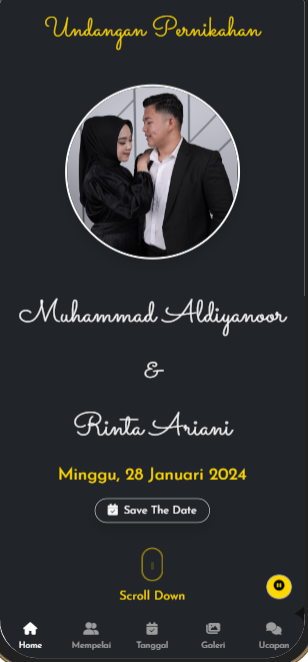 Undangan Pernikahan
Muhammad Aldiyanoor
&
Rinta Ariani
Minggu, 28 Januari 2024
Save The Date
Scroll Down
Home Mempelai Tanggal Galeri Ucapan